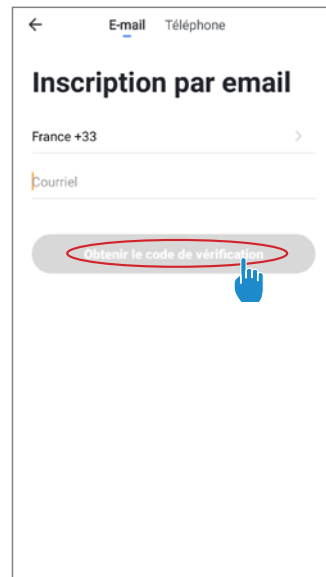 E-mail Téléphone
Inscription par email
France +33
Courriel
Obtenir le code de vérification